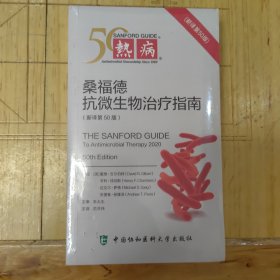 50
SANFORD GUIDE
热病
Antimicrobial Stewardship Since 1969
(新译第50版)
桑福德
抗微生物治疗指南
(新译第50版)
THE SANFORD GUIDE
To Antimicrobial Therapy 2020
50th Edition
中国协和医科大学出版社